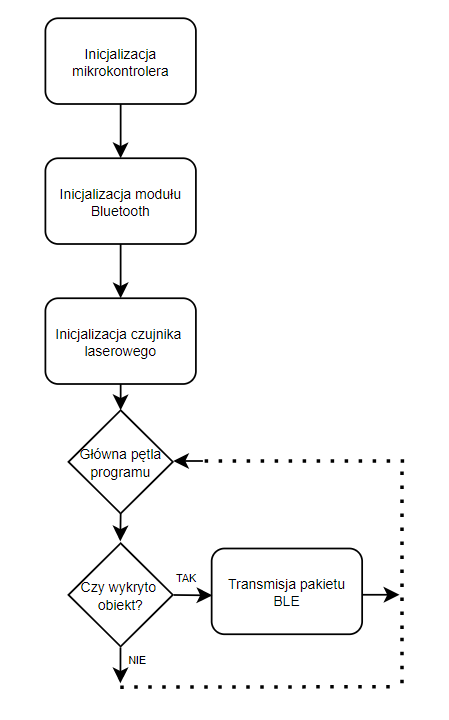 Inicjalizacja
mikrokontrolera
Inicjalizacja modułu
Bluetooth
Inicjalizacja czujnika
laserowego
Główna pętla
programu
Czy wykryto
obiekt?
TAK
Transmisja pakietu
BLE
NIE